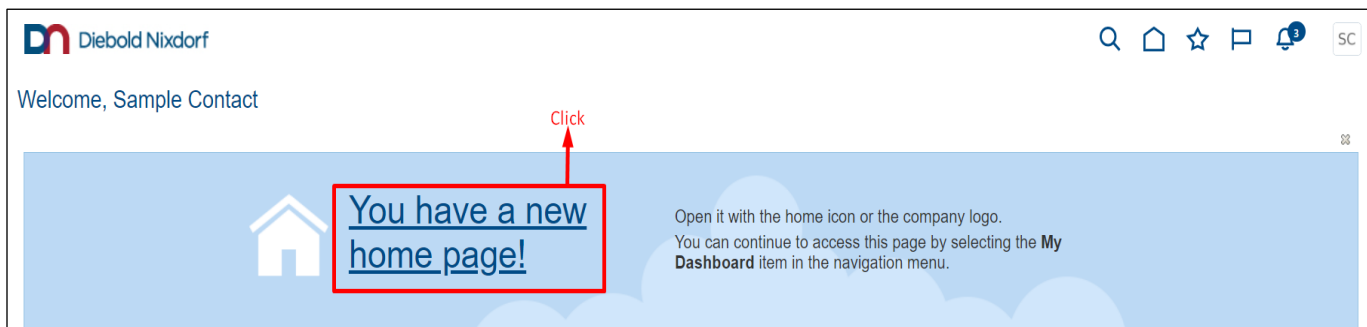 DN Diebold Nixdorf
3
SC
Welcome, Sample Contact
Click
You have a new
home page!
Open it with the home icon or the company logo.
You can continue to access this page by selecting the My
Dashboard item in the navigation menu.